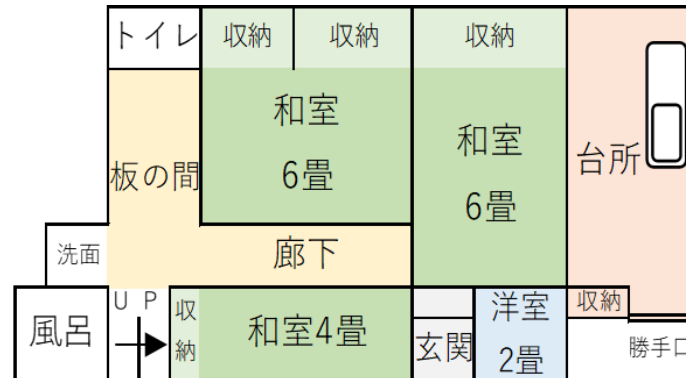 トイレ
収納
収納
収納
和室
6畳
和室
6畳
台所
板の間
洗面
廊下
風呂
UP
収
納
和室4畳
玄関
洋室
2畳
収納
勝手口